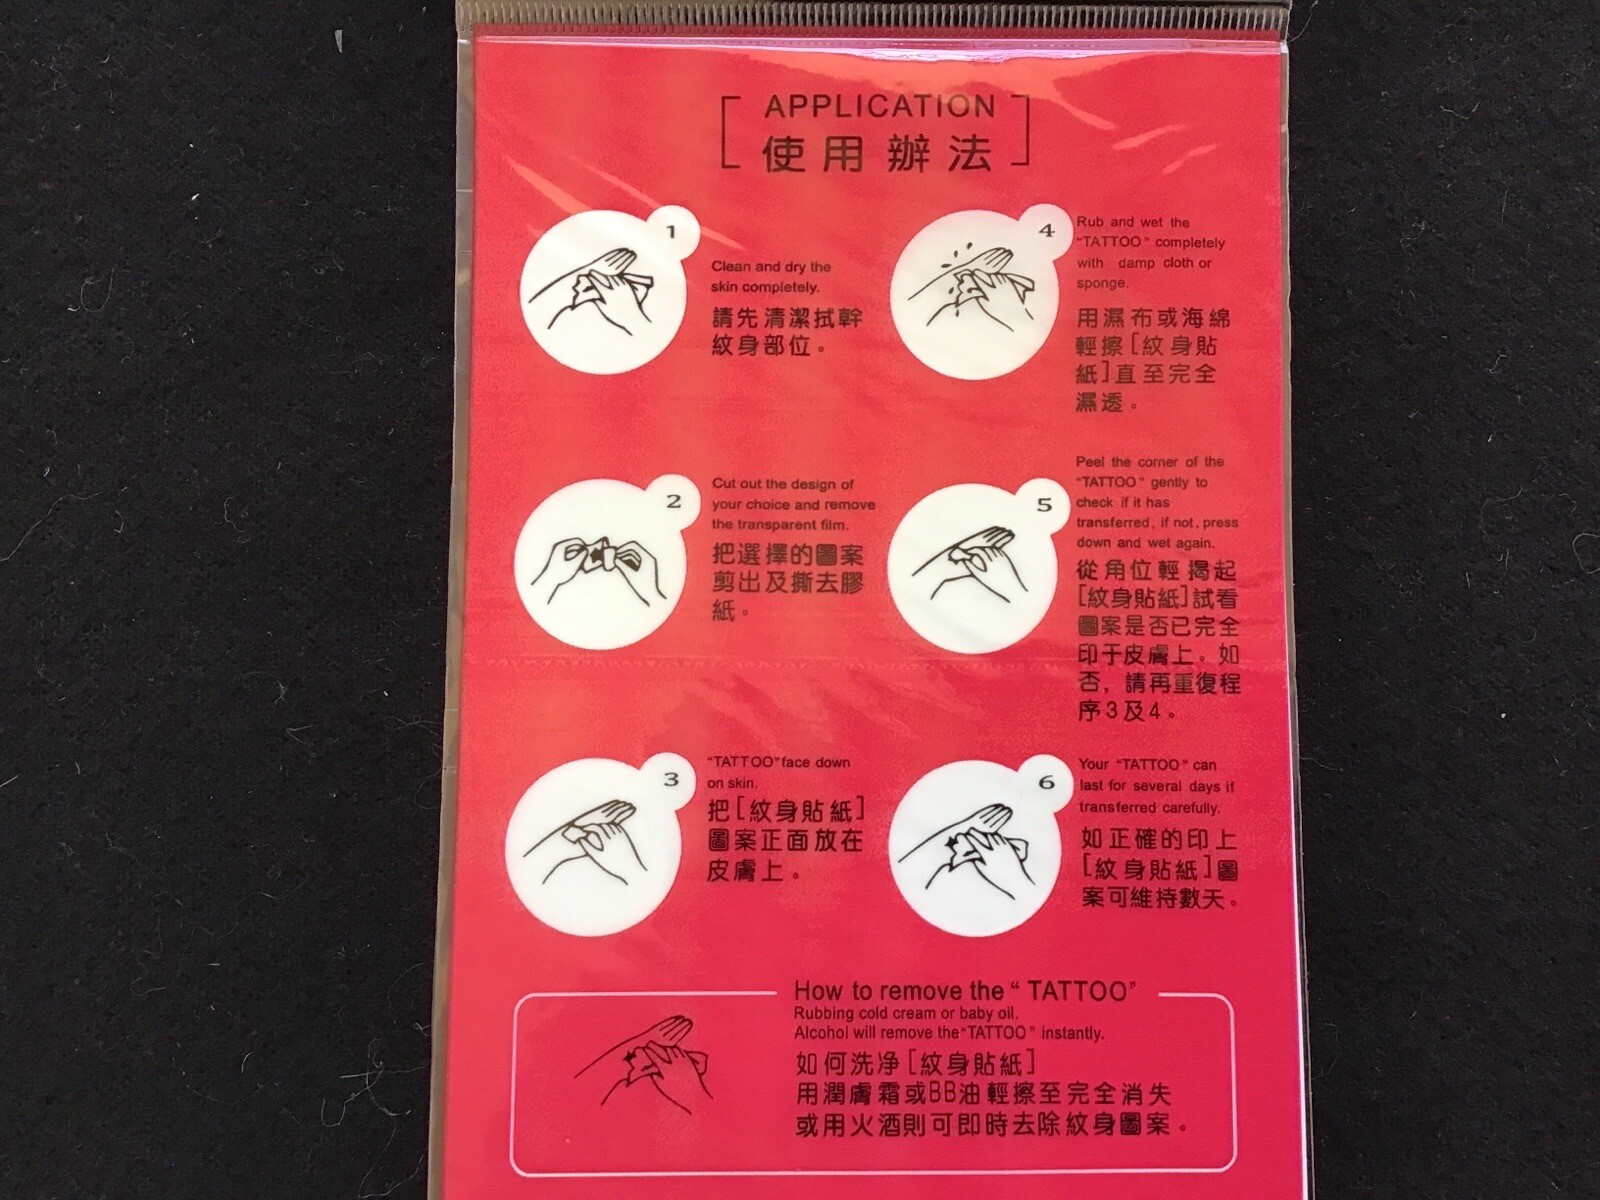 APPLICATION
使用辦法
1
Clean and dry the
skin completely.
請先清潔拭幹
紋身部位。
2
Cut out the design of
your choice and remove
the transparent film.
把選擇的圖案
剪出及撕去膠
紙。
3
"TATTOO" face down
on skin.
把[紋身貼紙]
圖案正面放在
皮膚上。
4
Rub and wet the
"TATTOO" completely
with damp cloth or
sponge.
用濕布或海綿
輕擦[紋身貼
紙]直至完全
濕透。
5
Peel the corner of the
"TATTOO" gently to
check if it has
transferred, if not, press
down and wet again.
從角位輕揭起
[紋身貼紙]試看
圖案是否已完全
印于皮膚上。如
否，請再重復程
序3及4。
6
Your "TATTOO" can
last for several days if
transferred carefully.
如正確的印上
[紋身貼紙]圖
案可維持數天。
How to remove the "TATTOO"
Rubbing cold cream or baby oil.
Alcohol will remove the "TATTOO" instantly.
如何洗净[紋身貼紙]
用潤膚霜或BB油輕擦至完全消失
或用火酒則可即時去除紋身圖案。